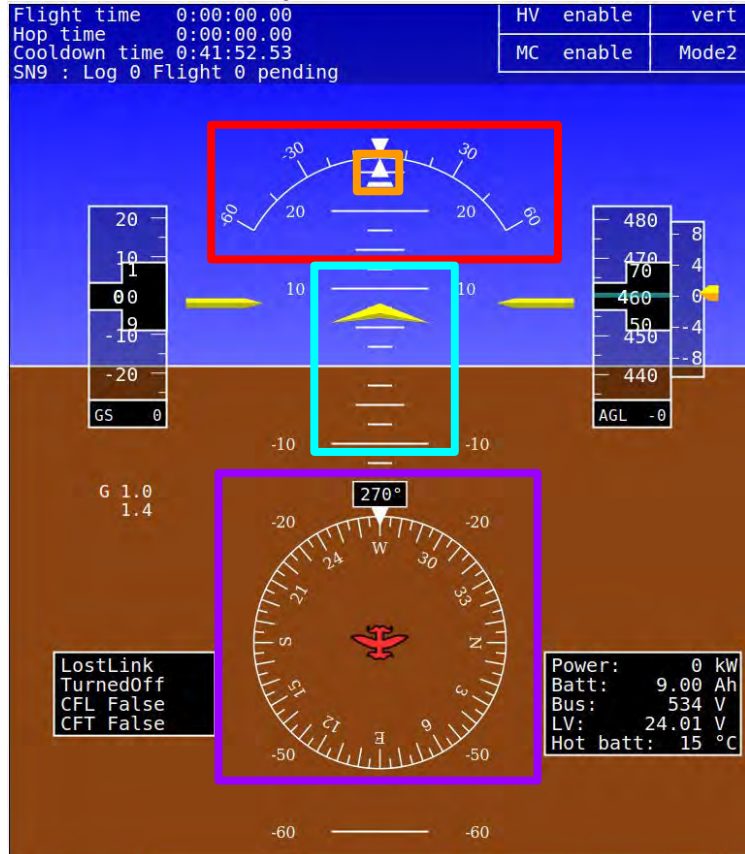 Flight time 0:00:00.00
Hop time 0:00:00.00
Cooldown time 0:41:52.53
SN9 : Log 0 Flight 0 pending
HV enable vert
MC enable Mode2
-30 30
-60 60
20 20
10 10
-10 -10
-20 -20
-50 -50
-60 -60
20
10
1
00
9
-10
-20
GS 0
480
470
70
460
50
450
440
AGL -0
8
4
0
-4
-8
G 1.0
1.4
270°
W
24 30
21 33
S N
15 3
12 6
E
LostLink
TurnedOff
CFL False
CFT False
Power: 0 kW
Batt: 9.00 Ah
Bus: 534 V
LV: 24.01 V
Hot batt: 15 °C